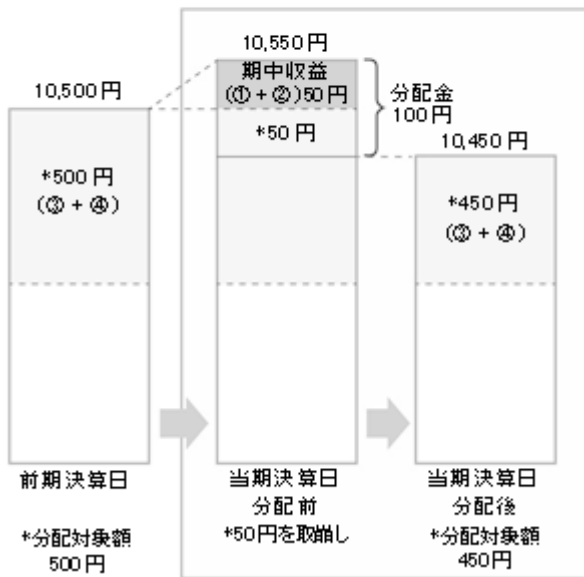 10,500円
*500円
(③+④)
前期決算日
*分配対象額
500円
10,550円
期中収益
(①+②)50円
*50円
分配金
100円
当期決算日
分配前
*50円を取崩し
10,450円
*450円
(③+④)
当期決算日
分配後
*分配対象額
450円